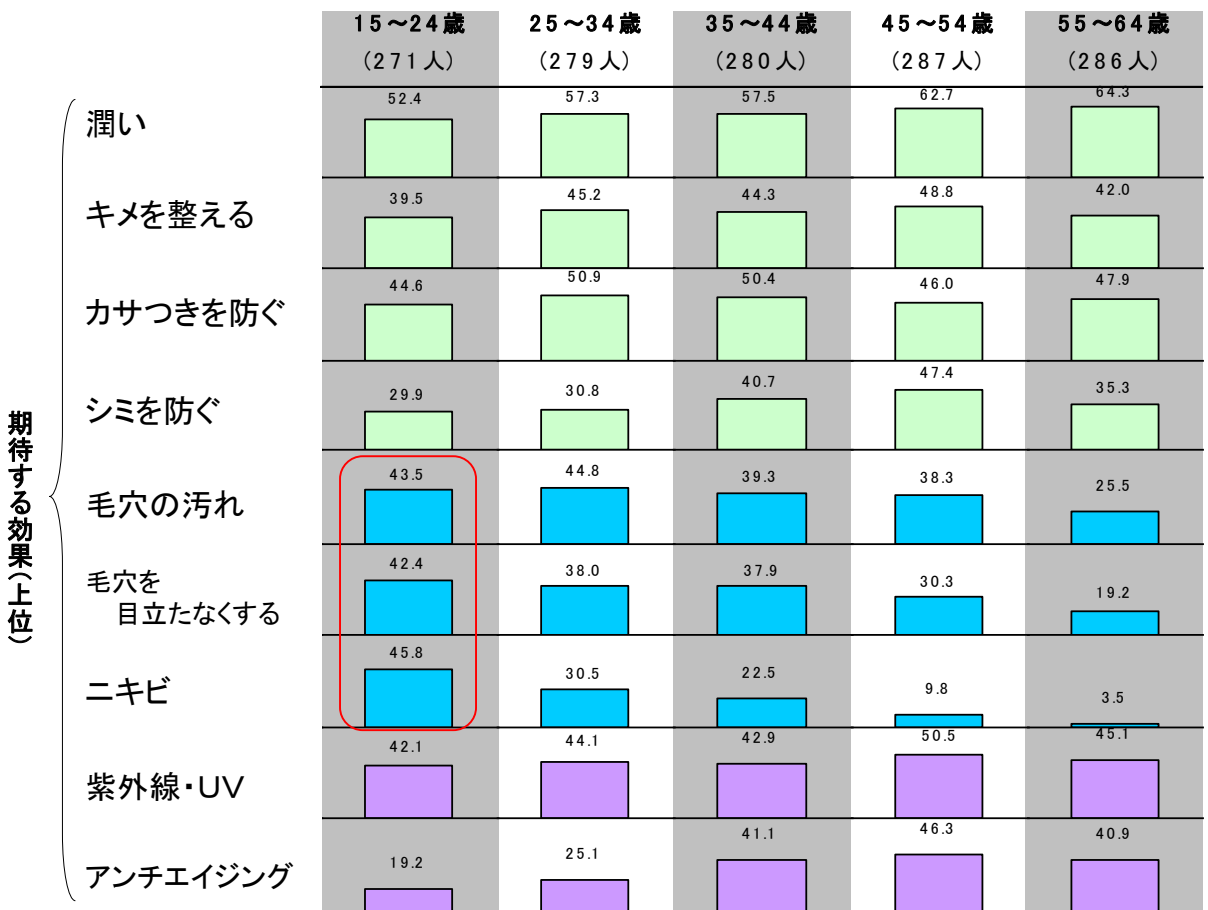 15～24歳 25～34歳 35～44歳 45～54歳 55～64歳
(271人) (279人) (280人) (287人) (286人)
期待する効果(上位)
潤い 52.4 57.3 57.5 62.7 64.3
キメを整える 39.5 45.2 44.3 48.8 42.0
カサつきを防ぐ 44.6 50.9 50.4 46.0 47.9
シミを防ぐ 29.9 30.8 40.7 47.4 35.3
毛穴の汚れ 43.5 44.8 39.3 38.3 25.5
毛穴を
目立たなくする 42.4 38.0 37.9 30.3 19.2
ニキビ 45.8 30.5 22.5 9.8 3.5
紫外線・UV 42.1 44.1 42.9 50.5 45.1
アンチエイジング 19.2 25.1 41.1 46.3 40.9